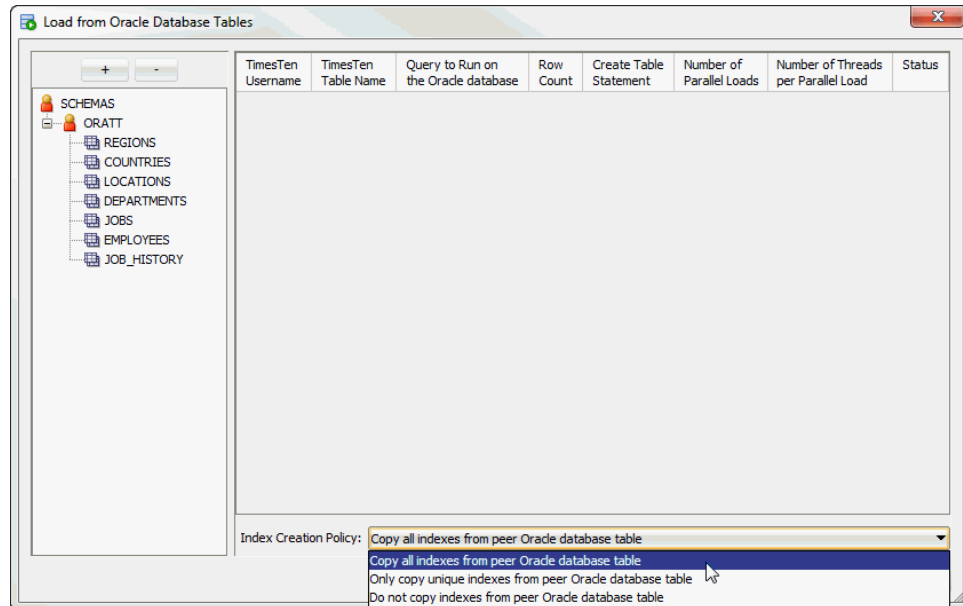 Load from Oracle Database Tables
+ -
SCHEMAS
ORATT
REGIONS
COUNTRIES
LOCATIONS
DEPARTMENTS
JOBS
EMPLOYEES
JOB_HISTORY
TimesTen TimesTen Query to Run on Row Create Table Number of Number of Threads Status
Username Table Name the Oracle database Count Statement Parallel Loads per Parallel Load
Index Creation Policy: Copy all indexes from peer Oracle database table
Copy all indexes from peer Oracle database table
Only copy unique indexes from peer Oracle database table
Do not copy indexes from peer Oracle database table